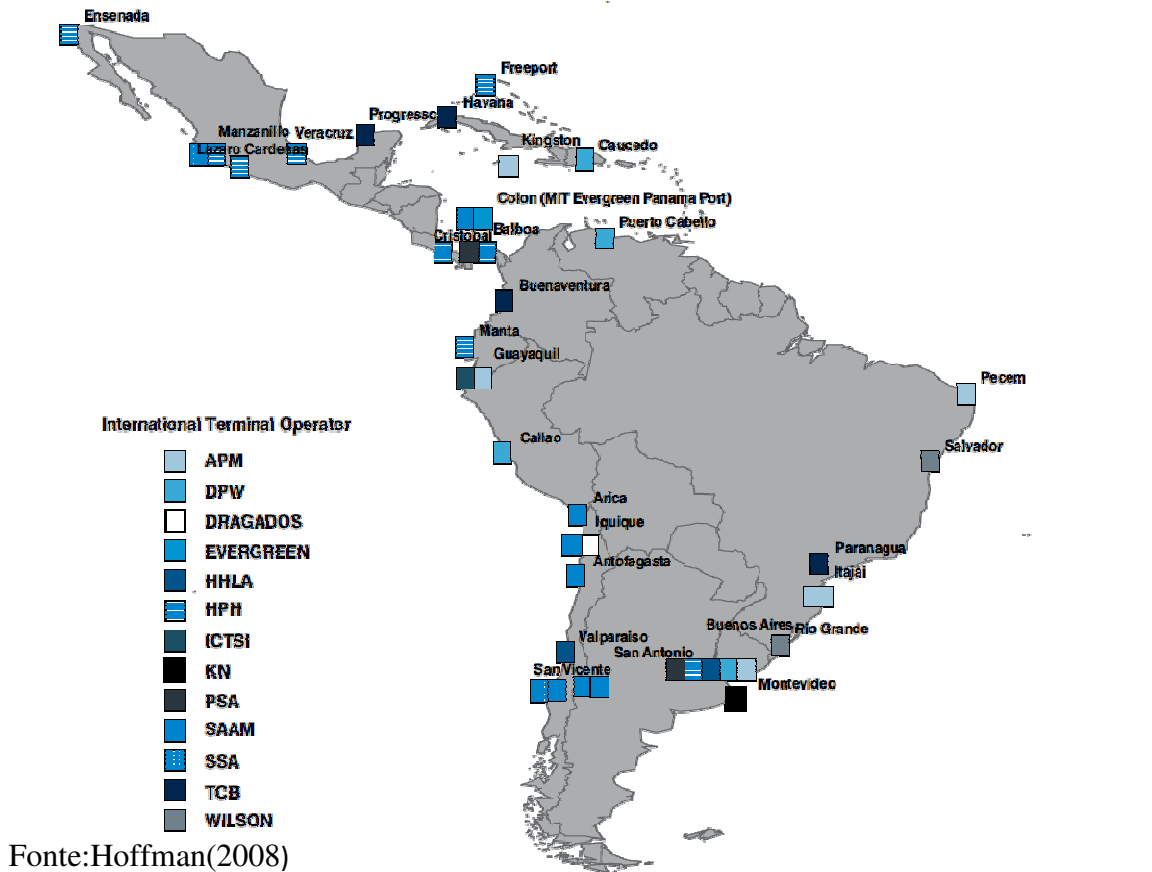 Ensenada
Freeport
Havana
Progresso
Manzanillo Veracruz
Lazaro Cardenas
Kingston
Caucedo
Colon (MIT Evergreen Panama Port)
Balboa
Cristobal
Puerto Cabello
Buenaventura
Manta
Guayaquil
Pecem
International Terminal Operator
Callao
Salvador
APM
DPW
Arica
DRAGADOS
Iquique
EVERGREEN
Paranagua
Antofagasta
Itajai
HHLA
HPH
Buenos Aires
Rio Grande
Valparaiso
ICTSI
San Antonio
KN
San Vicente
Montevideo
PSA
SAAM
SSA
TCB
WILSON
Fonte:Hoffman(2008)